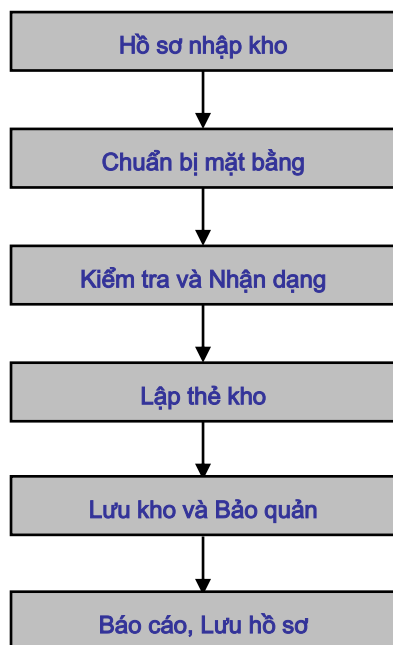 Hồ sơ nhập kho
Chuẩn bị mặt bằng
Kiểm tra và Nhận dạng
Lập thẻ kho
Lưu kho và Bảo quản
Báo cáo, Lưu hồ sơ